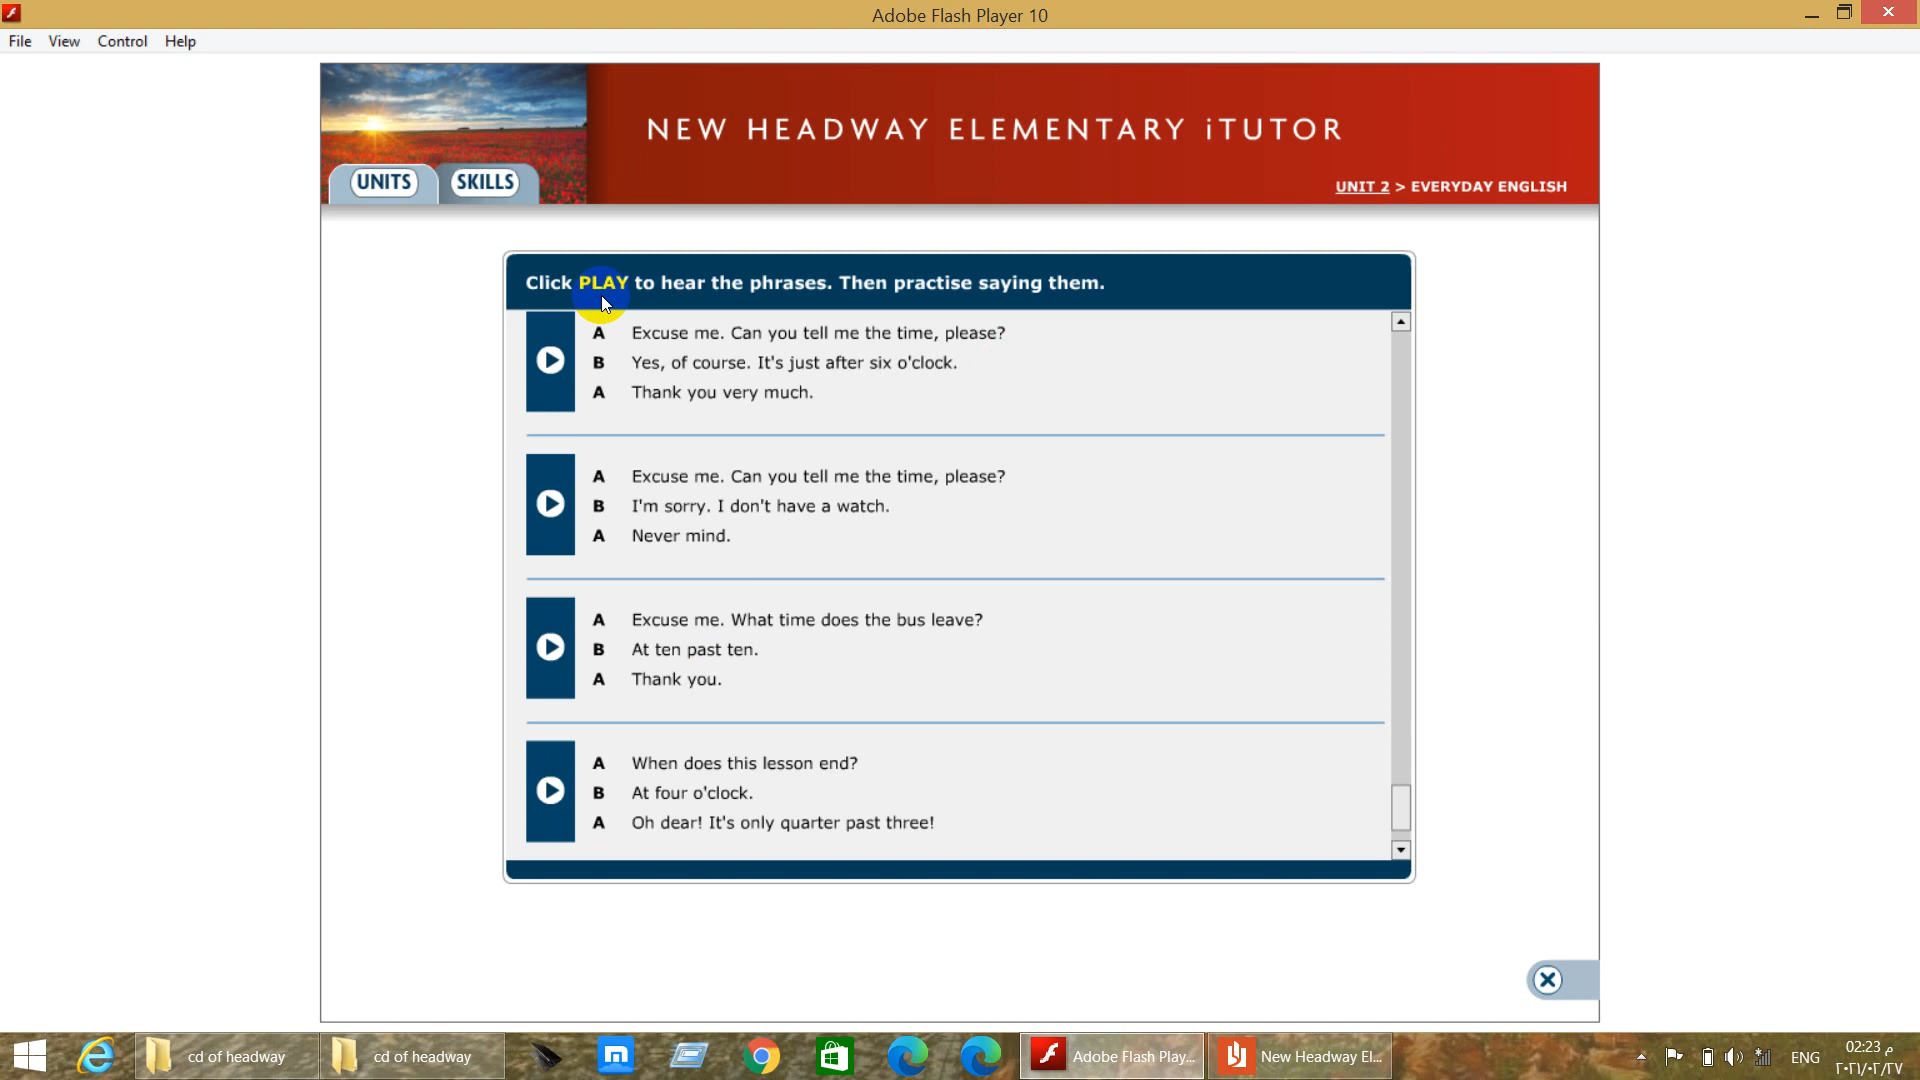 Adobe Flash Player 10
File View Control Help
NEW HEADWAY ELEMENTARY iTUTOR
UNITS SKILLS
UNIT 2 > EVERYDAY ENGLISH
Click PLAY to hear the phrases. Then practise saying them.
A Excuse me. Can you tell me the time, please?
B Yes, of course. It's just after six o'clock.
A Thank you very much.
A Excuse me. Can you tell me the time, please?
B I'm sorry. I don't have a watch.
A Never mind.
A Excuse me. What time does the bus leave?
B At ten past ten.
A Thank you.
A When does this lesson end?
B At four o'clock.
A Oh dear! It's only quarter past three!
cd of headway cd of headway Adobe Flash Play... New Headway El... ENG 02:23 م
٢٠٢١/٠٢/٢٧